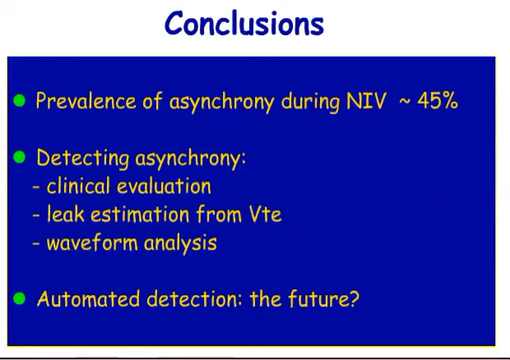 Conclusions
Prevalence of asynchrony during NIV ~ 45%
Detecting asynchrony:
- clinical evaluation
- leak estimation from Vte
- waveform analysis
Automated detection: the future?